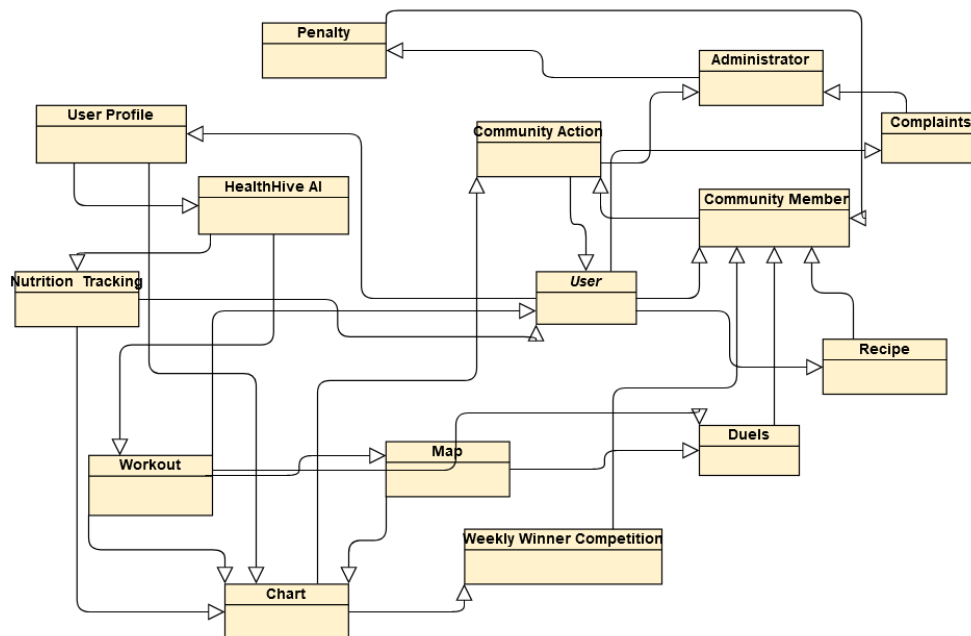 Penalty
Administrator
User Profile
Community Action
Complaints
HealthHive AI
Community Member
Nutrition Tracking
User
Recipe
Duels
Workout
Map
Weekly Winner Competition
Chart